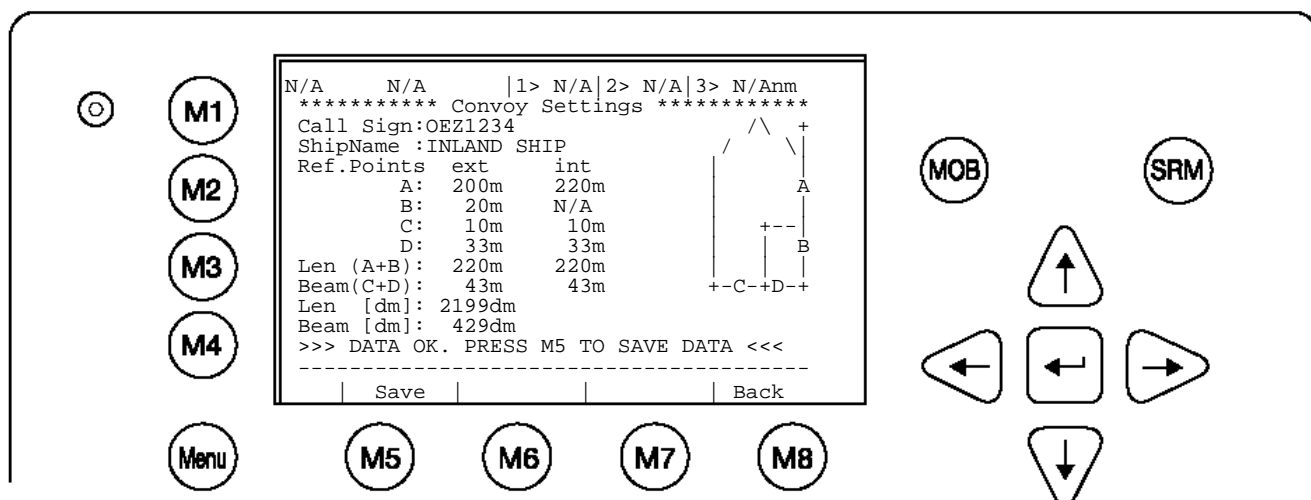 N/A N/A |1> N/A|2> N/A|3> N/Anm
*********** Convoy Settings ************
Call Sign:OEZ1234 /\ +
ShipName :INLAND SHIP / \|
Ref.Points ext int | |
A: 200m 220m | A
B: 20m N/A | |
C: 10m 10m | +--|
D: 33m 33m | | B
Len (A+B): 220m 220m | | |
Beam(C+D): 43m 43m +-C-+D-+
Len [dm]: 2199dm
Beam [dm]: 429dm
>>> DATA OK. PRESS M5 TO SAVE DATA <<<
----------------------------------------
| Save | | | Back
M1
M2
M3
M4
Menu
M5
M6
M7
M8
MOB
SRM